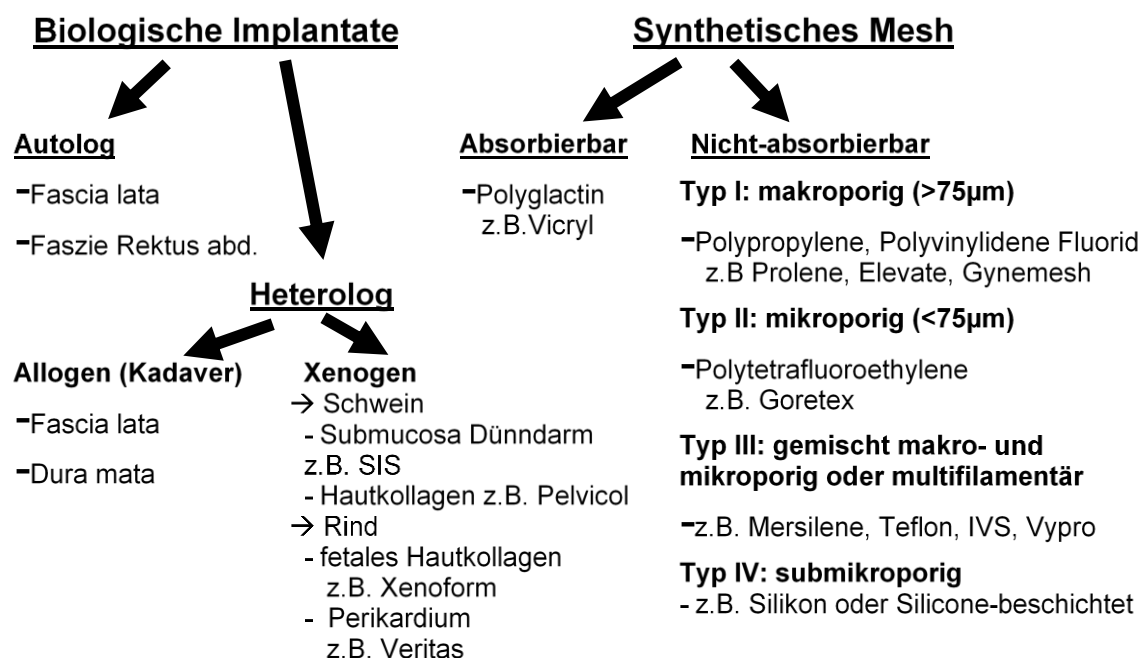 Biologische Implantate
Autolog
-Fascia lata
-Faszie Rektus abd.
Heterolog
Allogen (Kadaver)
-Fascia lata
-Dura mata
Xenogen
→ Schwein
- Submucosa Dünndarm
z.B. SIS
- Hautkollagen z.B. Pelvicol
→ Rind
- fetales Hautkollagen
z.B. Xenoform
- Perikardium
z.B. Veritas
Synthetisches Mesh
Absorbierbar
-Polyglactin
z.B.Vicryl
Nicht-absorbierbar
Typ I: makroporig (>75µm)
-Polypropylene, Polyvinylidene Fluorid
z.B Prolene, Elevate, Gynemesh
Typ II: mikroporig (<75µm)
-Polytetrafluoroethylene
z.B. Goretex
Typ III: gemischt makro- und
mikroporig oder multifilamentär
-z.B. Mersilene, Teflon, IVS, Vypro
Typ IV: submikroporig
- z.B. Silikon oder Silicone-beschichtet